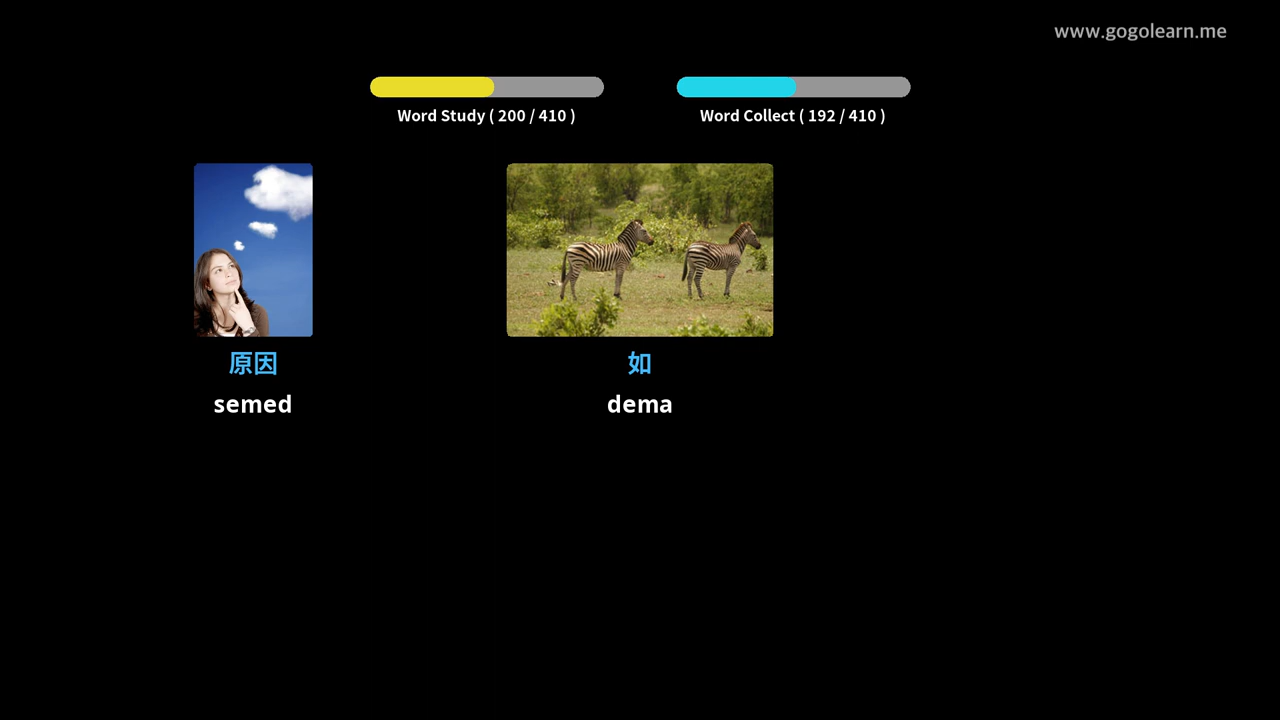 www.gogolearn.me
Word Study ( 200 / 410 )
Word Collect ( 192 / 410 )
原因
semed
如
dema